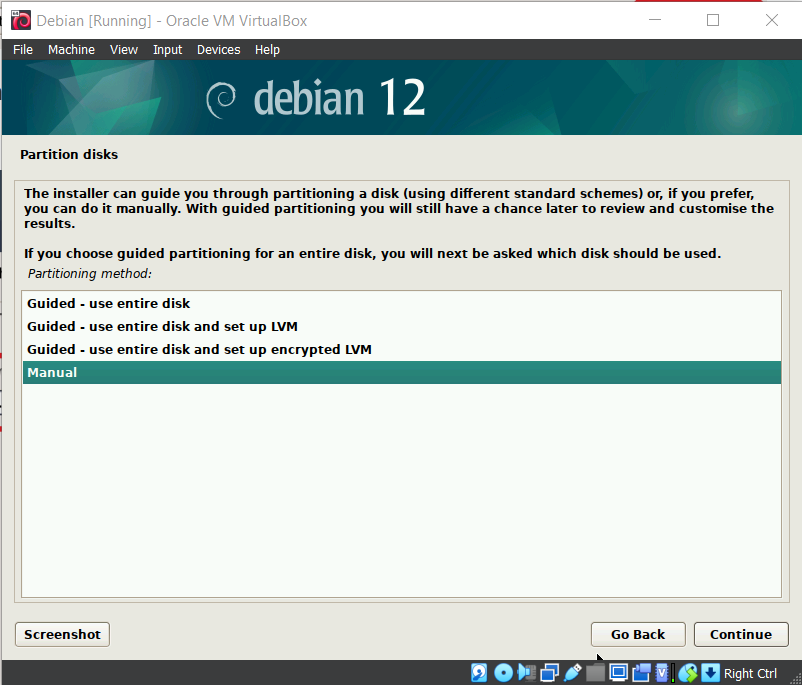 Debian [Running] - Oracle VM VirtualBox
File Machine View Input Devices Help
debian 12
Partition disks
The installer can guide you through partitioning a disk (using different standard schemes) or, if you prefer,
you can do it manually. With guided partitioning you will still have a chance later to review and customise the
results.
If you choose guided partitioning for an entire disk, you will next be asked which disk should be used.
Partitioning method:
Guided - use entire disk
Guided - use entire disk and set up LVM
Guided - use entire disk and set up encrypted LVM
Manual
Screenshot
Go Back
Continue
Right Ctrl